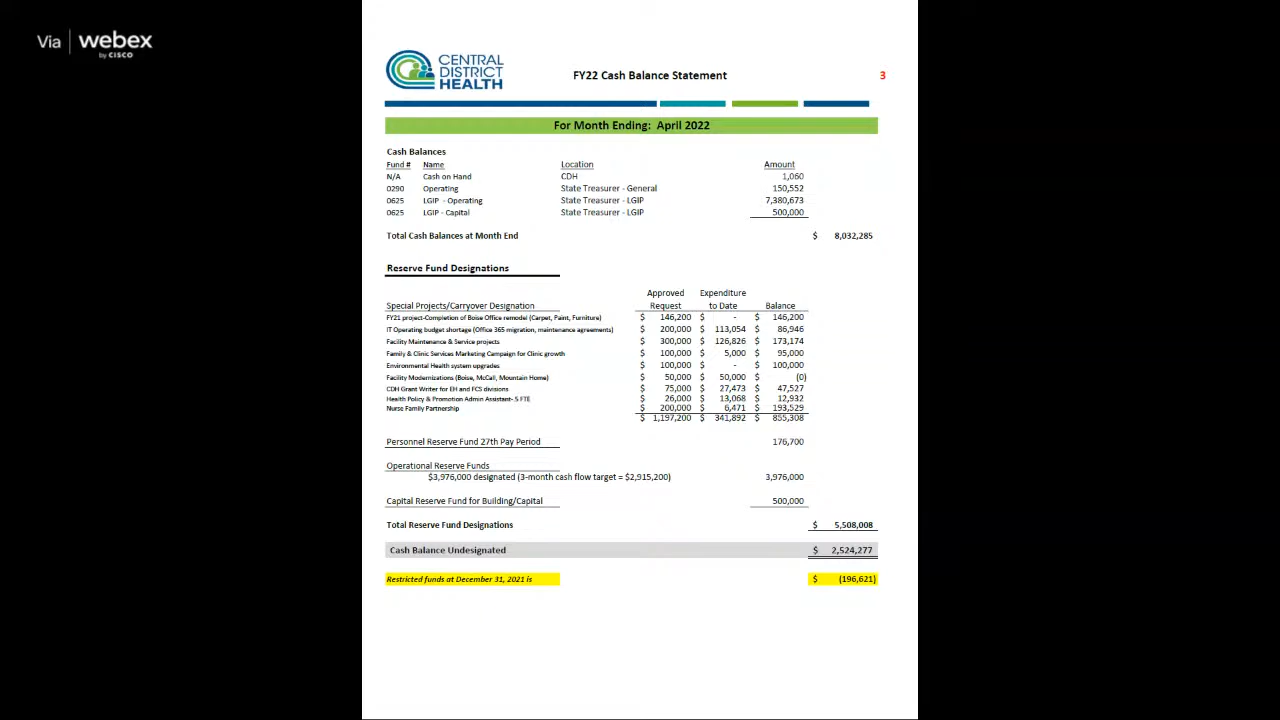 Via webex
by CISCO
CENTRAL
DISTRICT
HEALTH
FY22 Cash Balance Statement 3
For Month Ending: April 2022
Cash Balances
Fund # Name Location Amount
N/A Cash on Hand CDH 1,060
0290 Operating State Treasurer - General 150,552
0625 LGIP - Operating State Treasurer - LGIP 7,380,673
0625 LGIP - Capital State Treasurer - LGIP 500,000
Total Cash Balances at Month End $ 8,032,285
Reserve Fund Designations
Approved Expenditure
Special Projects/Carryover Designation Request to Date Balance
FY21 project-Completion of Boise Office remodel (Carpet, Paint, Furniture) $ 146,200 $ - $ 146,200
IT Operating budget shortage (Office 365 migration, maintenance agreements) $ 200,000 $ 113,054 $ 86,946
Facility Maintenance & Service projects $ 300,000 $ 126,826 $ 173,174
Family & Clinic Services Marketing Campaign for Clinic growth $ 100,000 $ 5,000 $ 95,000
Environmental Health system upgrades $ 100,000 $ - $ 100,000
Facility Modernizations (Boise, McCall, Mountain Home) $ 50,000 $ 50,000 $ (0)
CDH Grant Writer for EH and FCS divisions $ 75,000 $ 27,473 $ 47,527
Health Policy & Promotion Admin Assistant-.5 FTE $ 26,000 $ 13,068 $ 12,932
Nurse Family Partnership $ 200,000 $ 6,471 $ 193,529
$ 1,197,200 $ 341,892 $ 855,308
Personnel Reserve Fund 27th Pay Period 176,700
Operational Reserve Funds
$3,976,000 designated (3-month cash flow target = $2,915,200) 3,976,000
Capital Reserve Fund for Building/Capital 500,000
Total Reserve Fund Designations $ 5,508,008
Cash Balance Undesignated $ 2,524,277
Restricted funds at December 31, 2021 is $ (196,621)